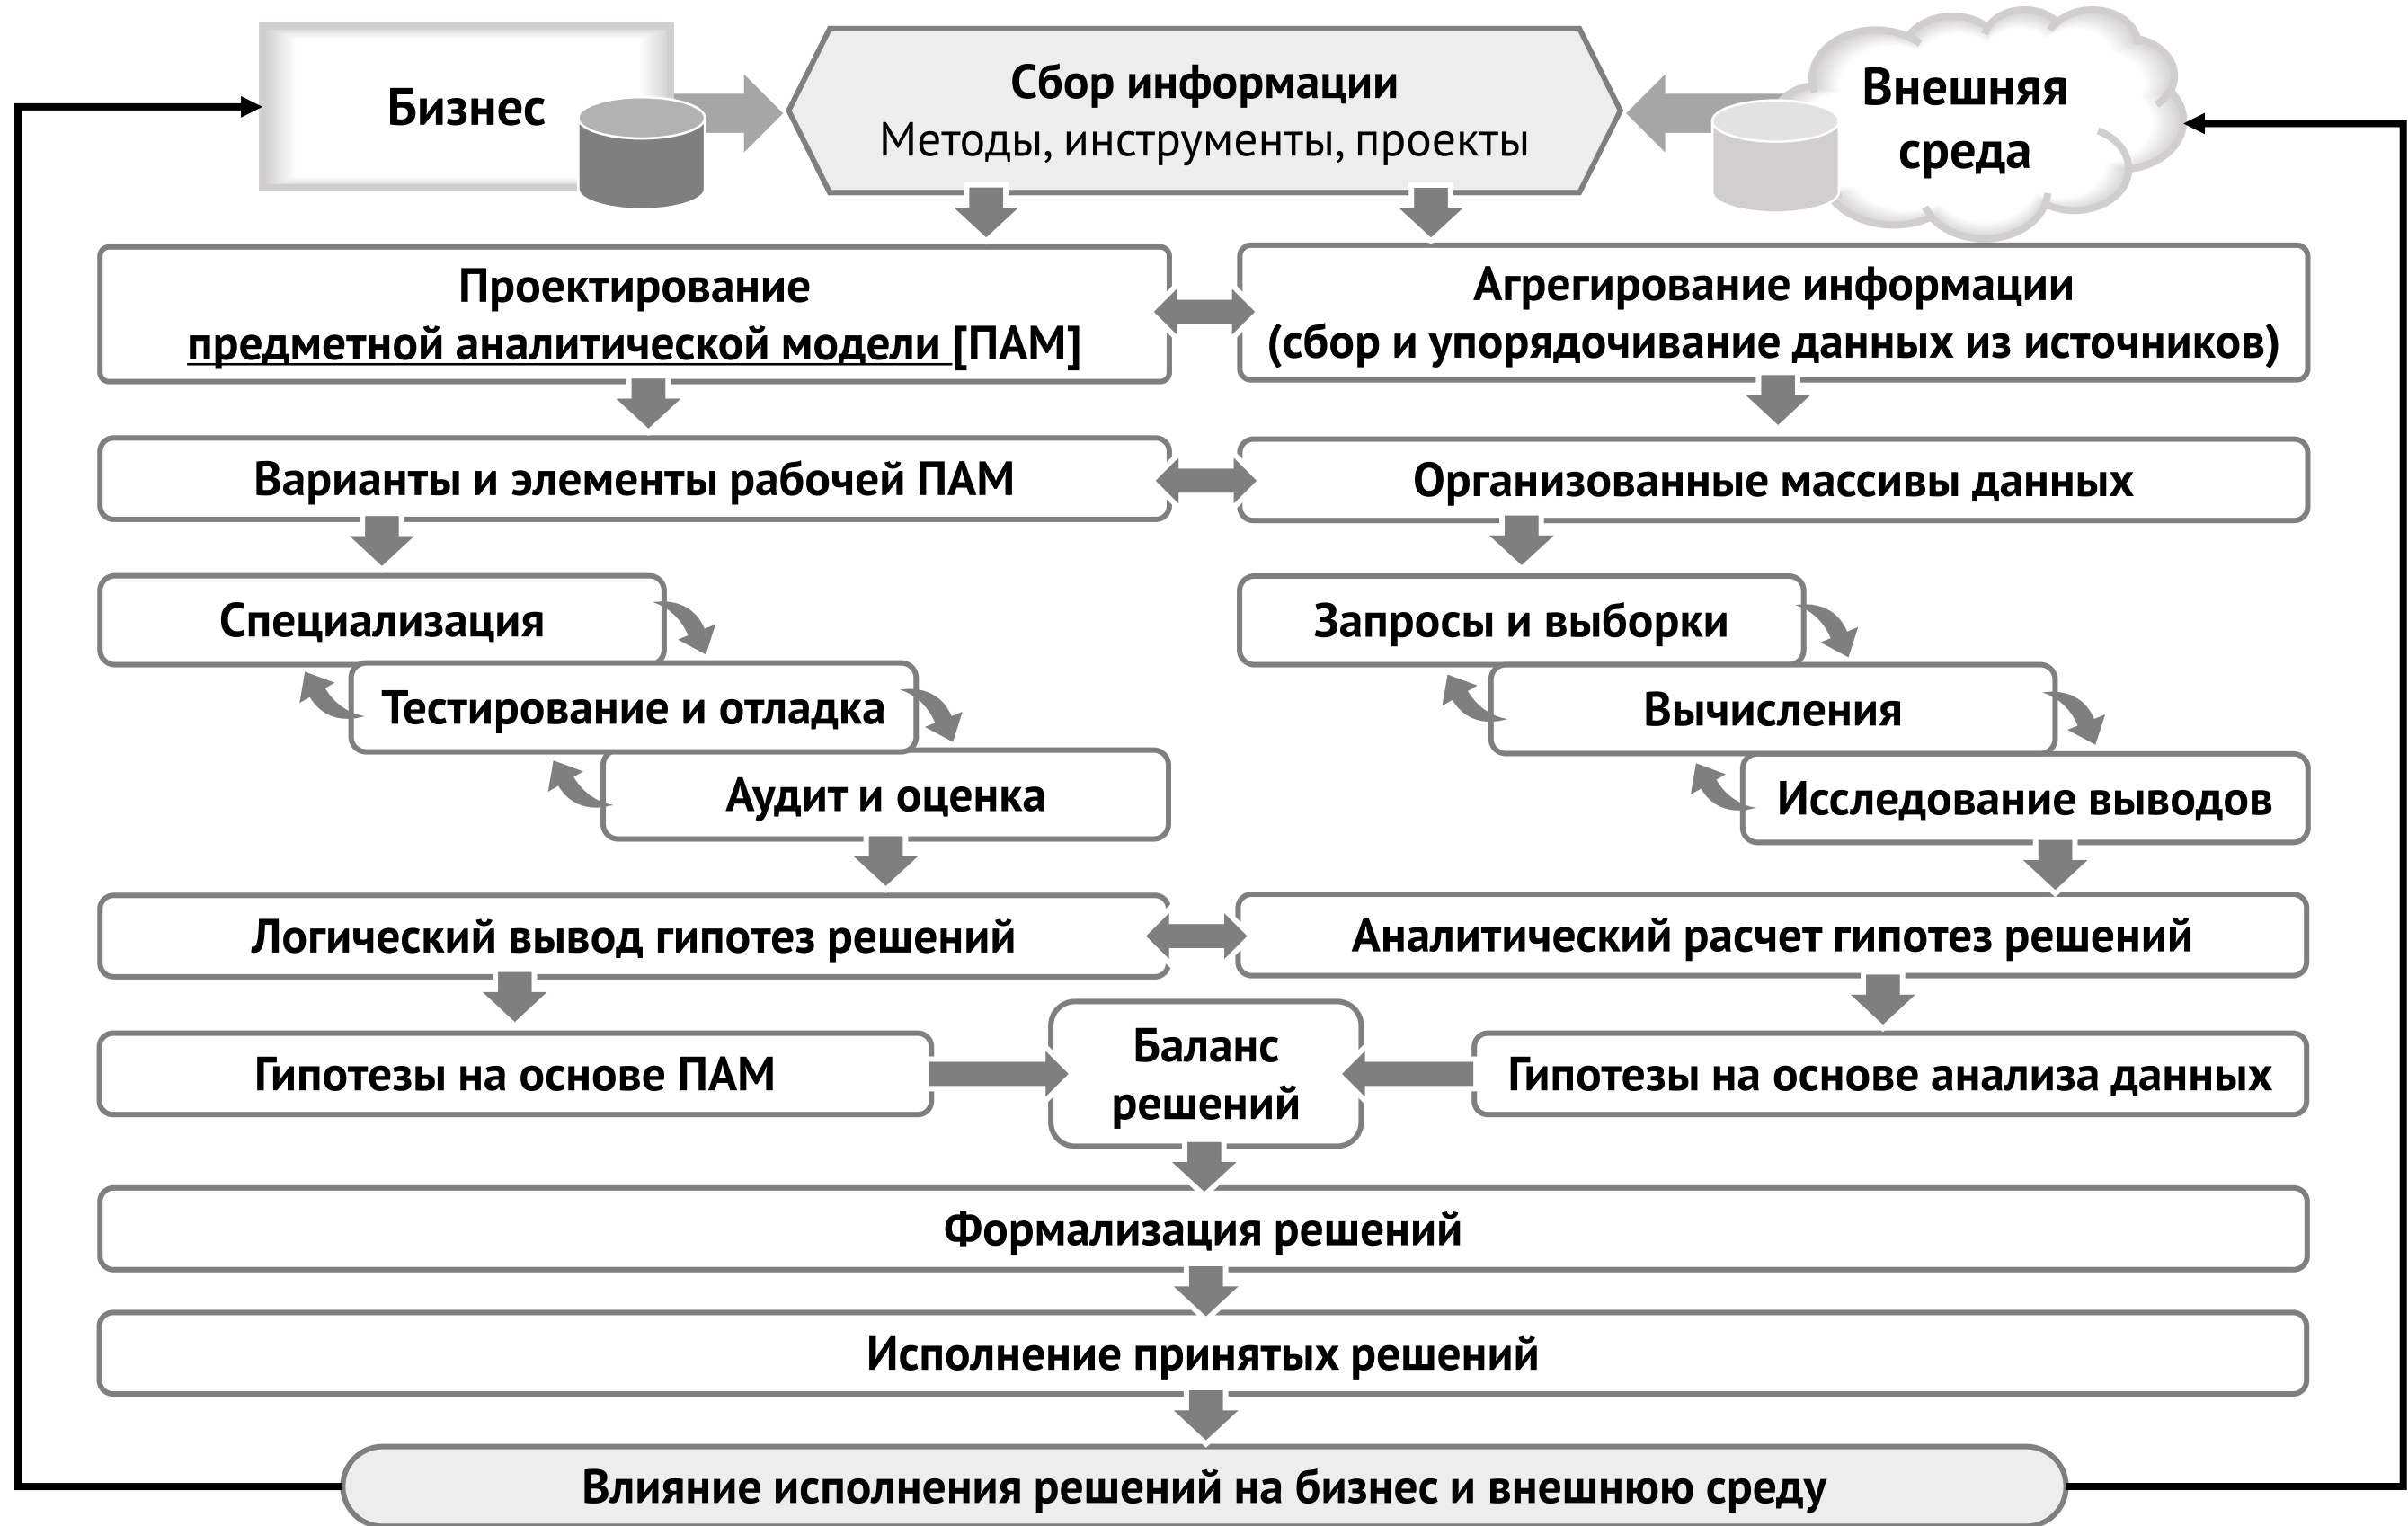 Бизнес
Сбор информации
Методы, инструменты, проекты
Внешняя
среда
Проектирование
предметной аналитической модели [ПАМ]
Агрегирование информации
(сбор и упорядочивание данных из источников)
Варианты и элементы рабочей ПАМ
Организованные массивы данных
Специализация
Тестирование и отладка
Аудит и оценка
Запросы и выборки
Вычисления
Исследование выводов
Логический вывод гипотез решений
Аналитический расчет гипотез решений
Гипотезы на основе ПАМ
Баланс
решений
Гипотезы на основе анализа данных
Формализация решений
Исполнение принятых решений
Влияние исполнения решений на бизнес и внешнюю среду